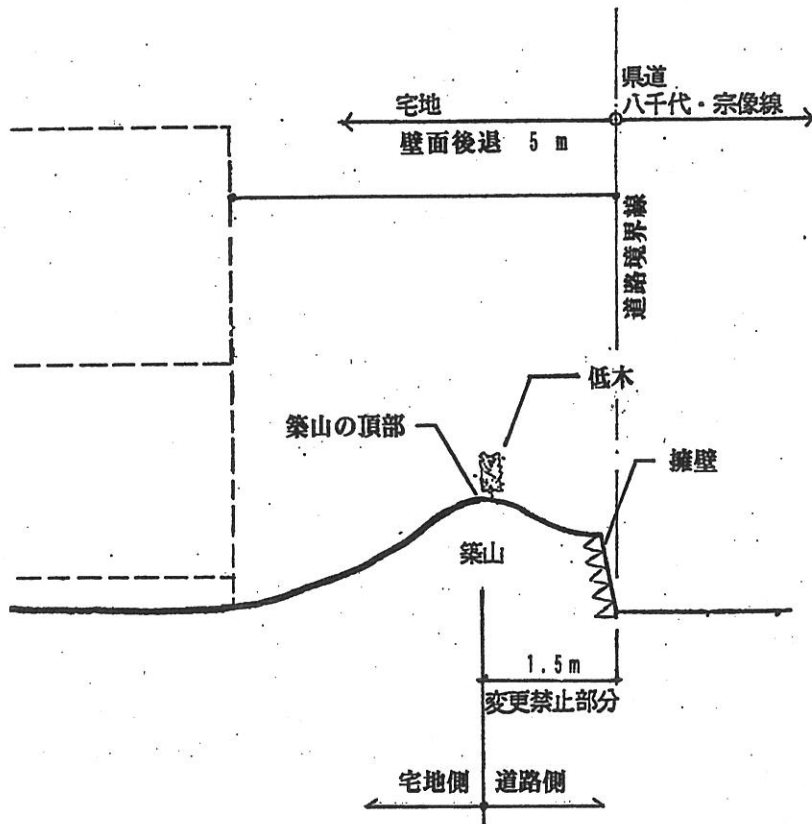 県道
宅地
八千代・宗像線
壁面後退 5m
道路境界線
低木
築山の頂部
擁壁
築山
1.5m
変更禁止部分
宅地側
道路側